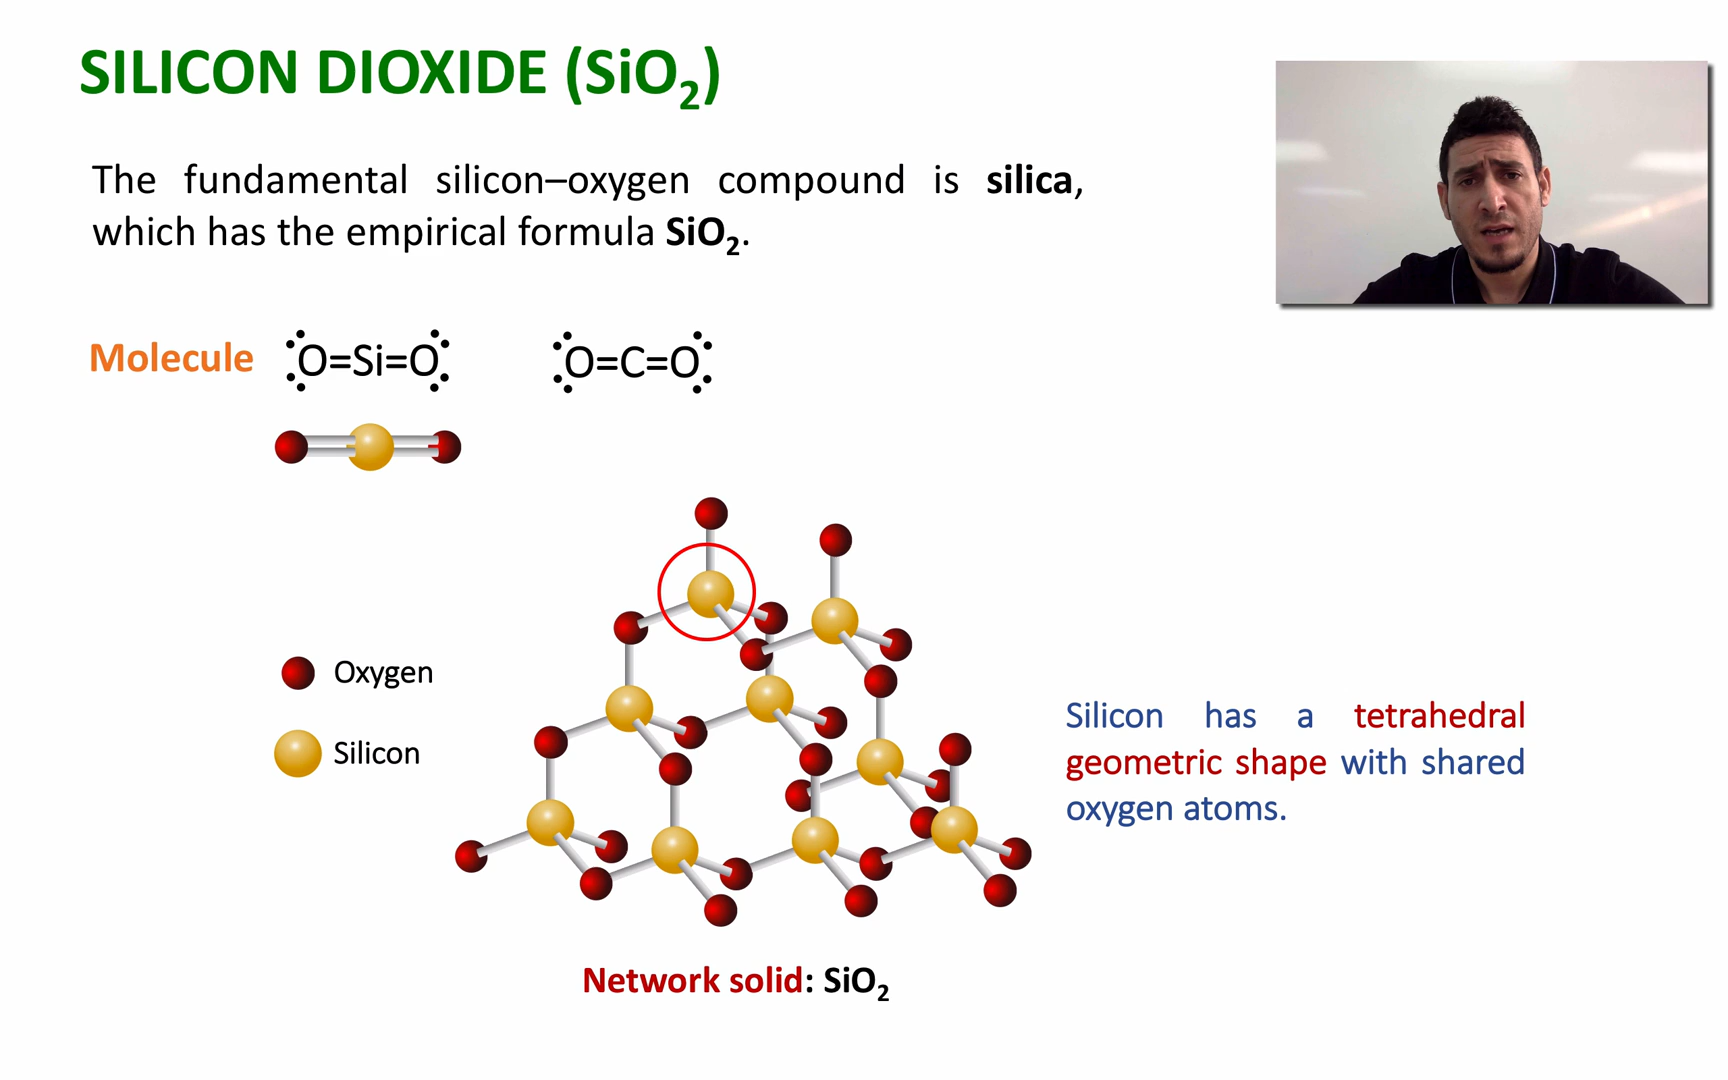 SILICON DIOXIDE (SiO₂)
The fundamental silicon–oxygen compound is silica,
which has the empirical formula SiO₂.
Molecule
O=Si=O
O=C=O
Oxygen
Silicon
Silicon has a tetrahedral
geometric shape with shared
oxygen atoms.
Network solid: SiO₂